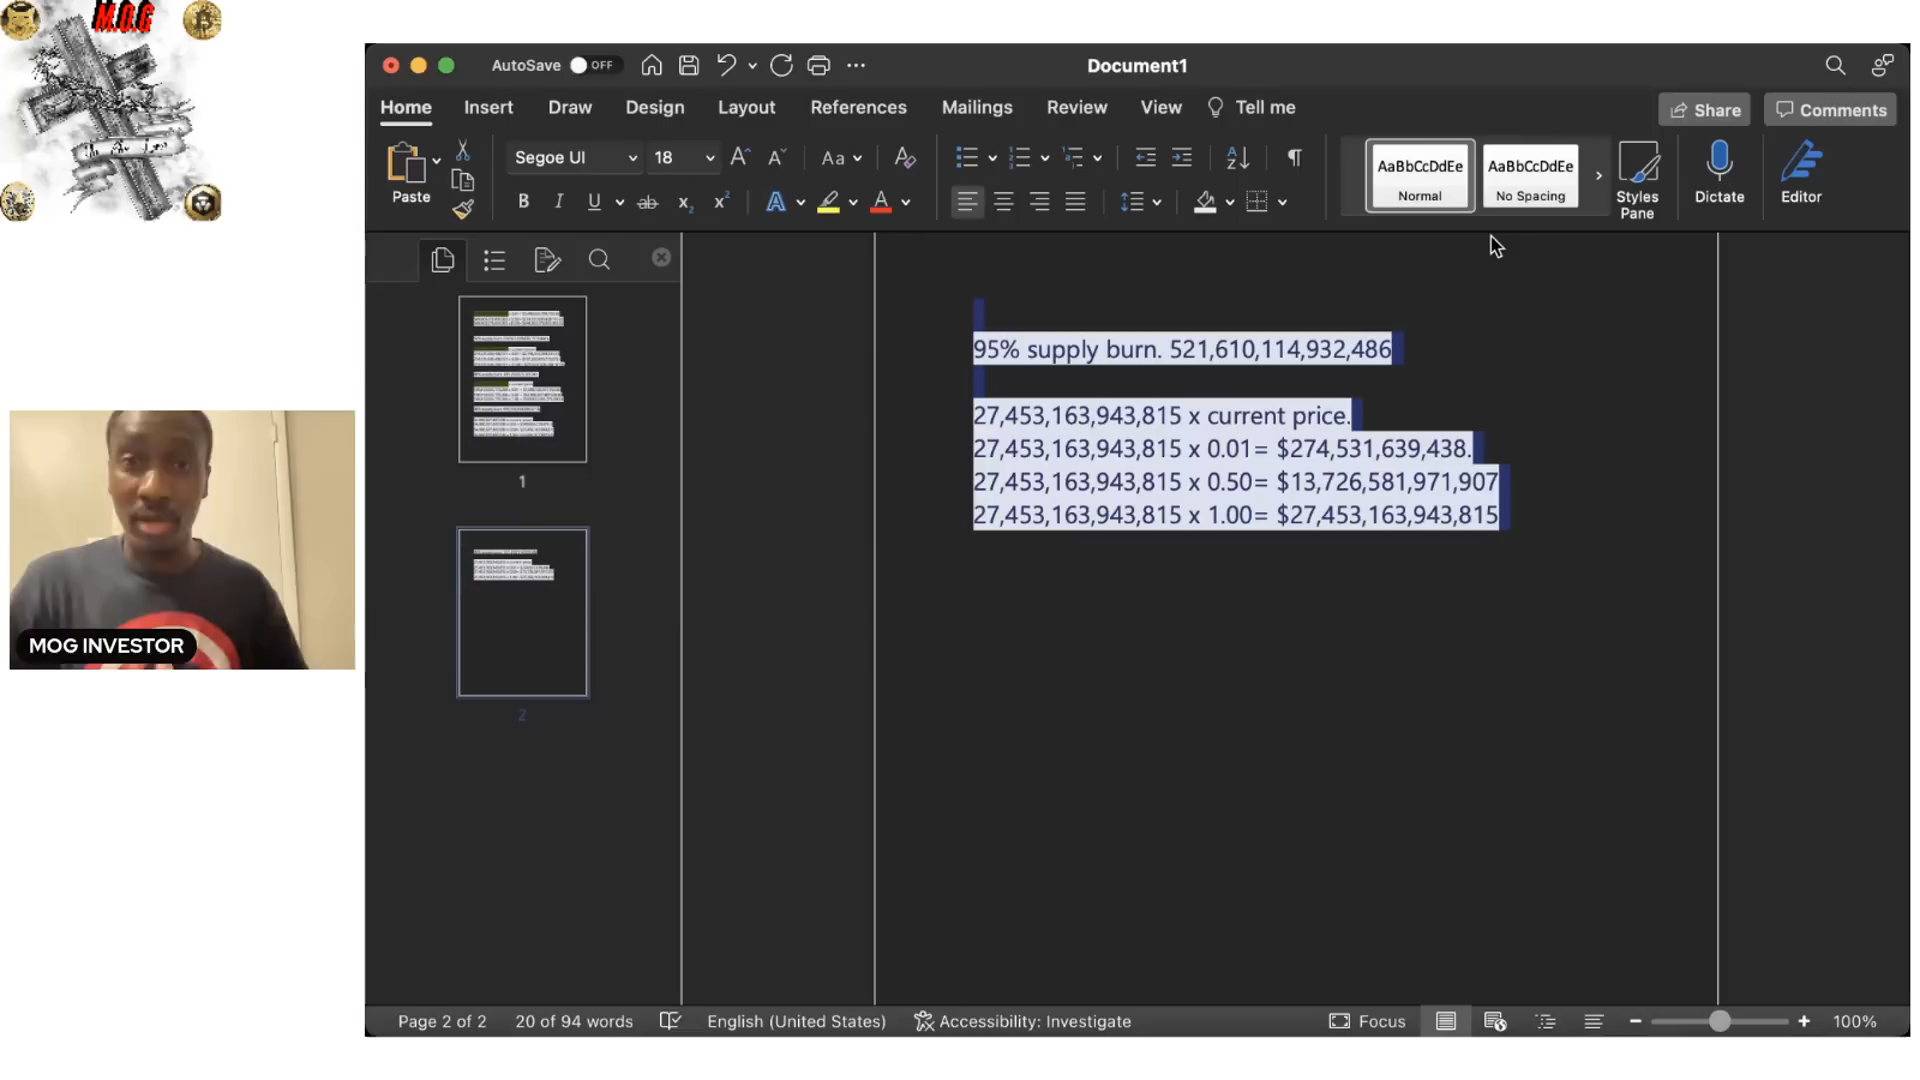 M.O.G
AutoSave OFF
Document1
Home Insert Draw Design Layout References Mailings Review View Tell me
Share Comments
Paste
Segoe UI 18
Aa
AaBbCcDdEe
Normal
AaBbCcDdEe
No Spacing
Styles
Pane
Dictate
Editor
95% supply burn. 521,610,114,932,486
27,453,163,943,815 x current price.
27,453,163,943,815 x 0.01= $274,531,639,438.
27,453,163,943,815 x 0.50= $13,726,581,971,907
27,453,163,943,815 x 1.00= $27,453,163,943,815
1
2
MOG INVESTOR
Page 2 of 2 20 of 94 words English (United States) Accessibility: Investigate Focus 100%